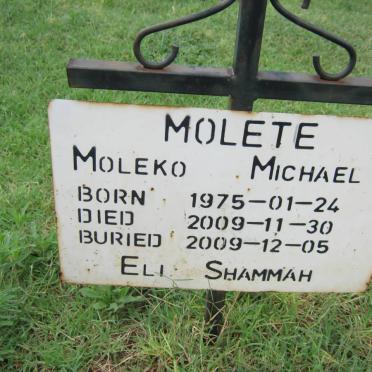 MOLETE
MOLEKO MICHAEL
BORN 1975-01-24
DIED 2009-11-30
BURIED 2009-12-05
ELI SHAMMAH